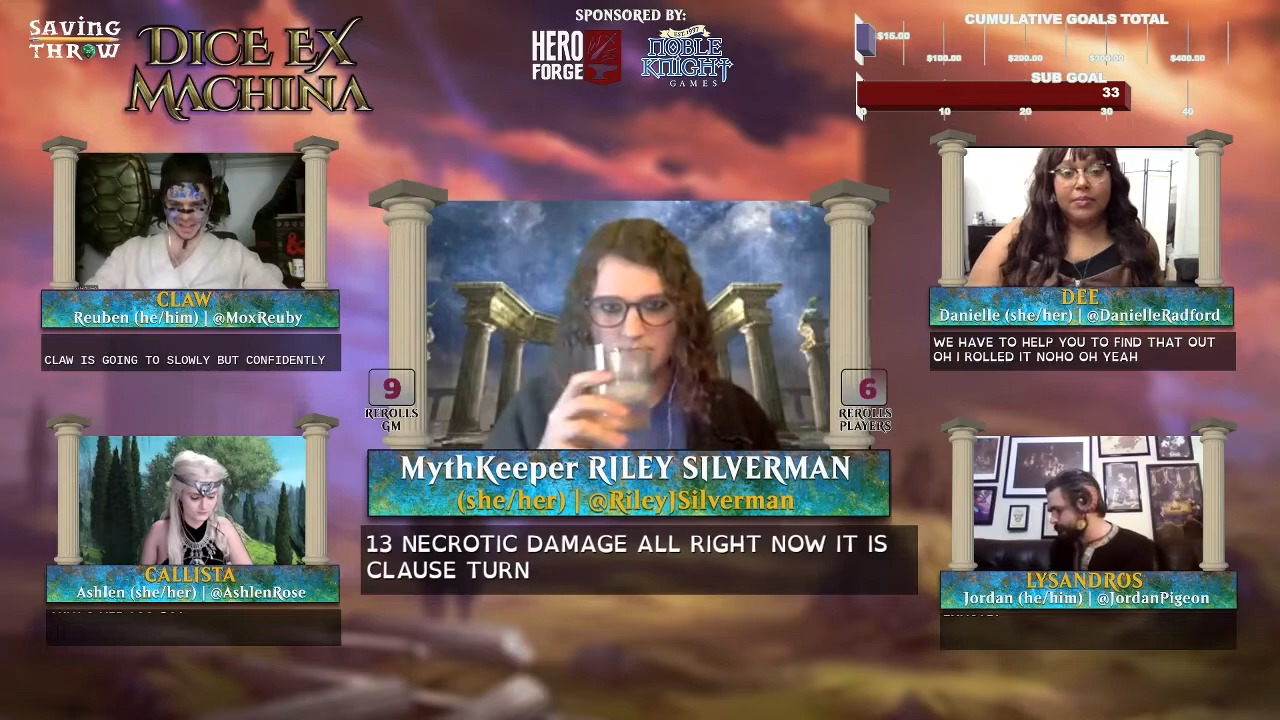 SAVING
THROW
DICE EX
MACHINA
SPONSORED BY:
HERO
FORGE
EST. 1997
NOBLE
KNIGHT
GAMES
CUMULATIVE GOALS TOTAL
$15.00
$100.00 $200.00 $300.00 $400.00
SUB GOAL
33
0 10 20 30 40
CLAW
Reuben (he/him) | @MoxReuby
CLAW IS GOING TO SLOWLY BUT CONFIDENTLY
DEE
Danielle (she/her) | @DanielleRadford
WE HAVE TO HELP YOU TO FIND THAT OUT
OH I ROLLED IT NOHO OH YEAH
9
REROLLS
GM
6
REROLLS
PLAYERS
MythKeeper RILEY SILVERMAN
(she/her) | @RileyJSilverman
13 NECROTIC DAMAGE ALL RIGHT NOW IT IS
CLAUSE TURN
CALLISTA
Ashlen (she/her) | @AshlenRose
LYSANDROS
Jordan (he/him) | @JordanPigeon